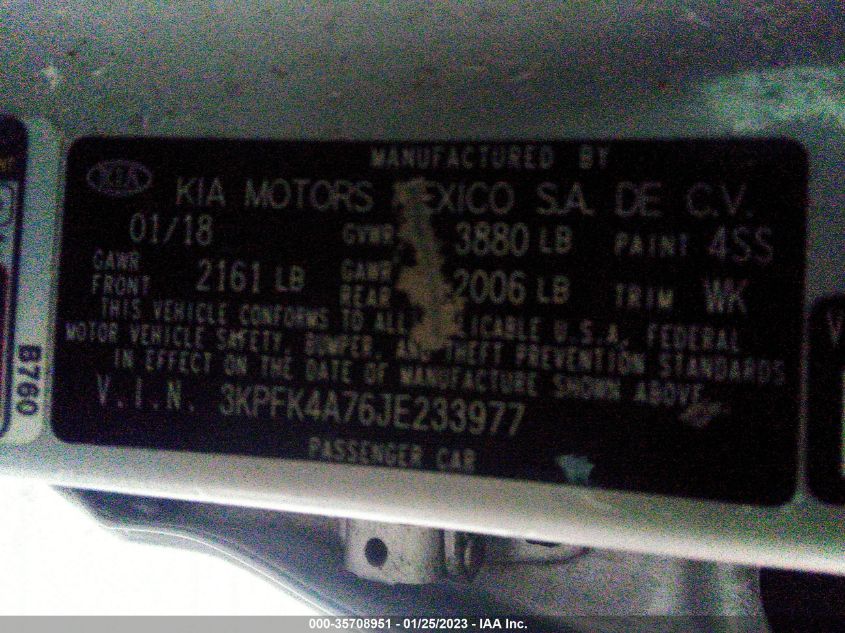 MANUFACTURED BY
KIA KIA MOTORS MEXICO S.A. DE C.V.
01/18 GVWR 3880 LB PAINT 4SS
GAWR FRONT 2161 LB GAWR REAR 2006 LB TRIM WK
THIS VEHICLE CONFORMS TO ALL APPLICABLE U.S.A. FEDERAL
MOTOR VEHICLE SAFETY, BUMPER, AND THEFT PREVENTION STANDARDS
IN EFFECT ON THE DATE OF MANUFACTURE SHOWN ABOVE.
V.I.N. 3KPFK4A76JE233977
PASSENGER CAR
B760
000-35708951 - 01/25/2023 - IAA Inc.